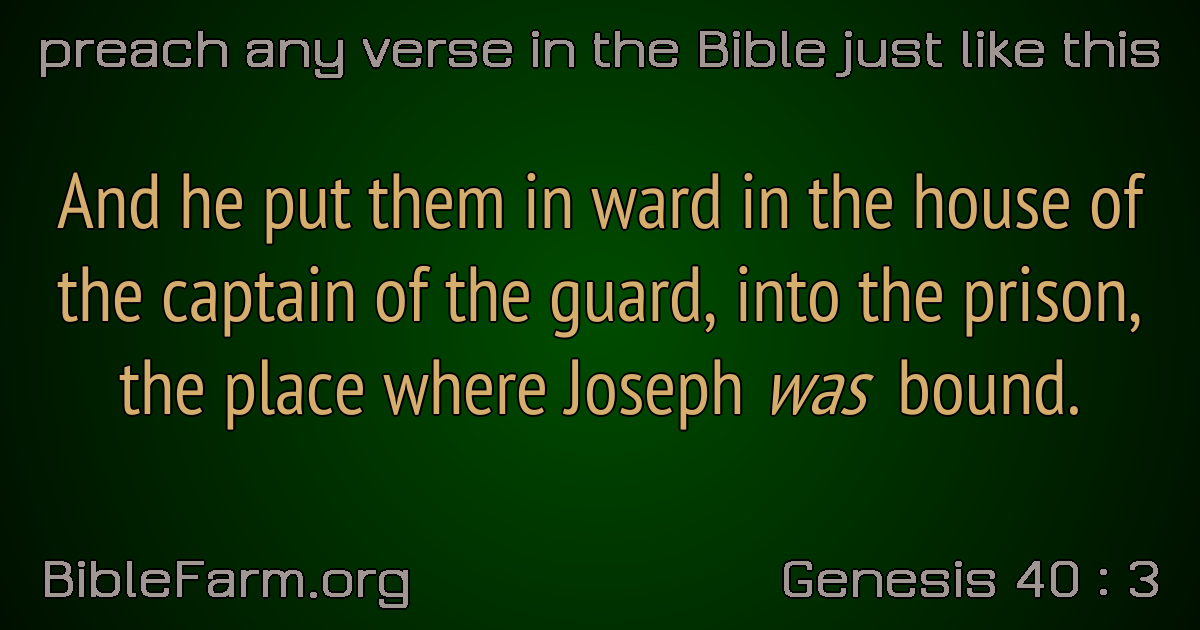 preach any verse in the Bible just like this
And he put them in ward in the house of
the captain of the guard, into the prison,
the place where Joseph was bound.
BibleFarm.org
Genesis 40 : 3